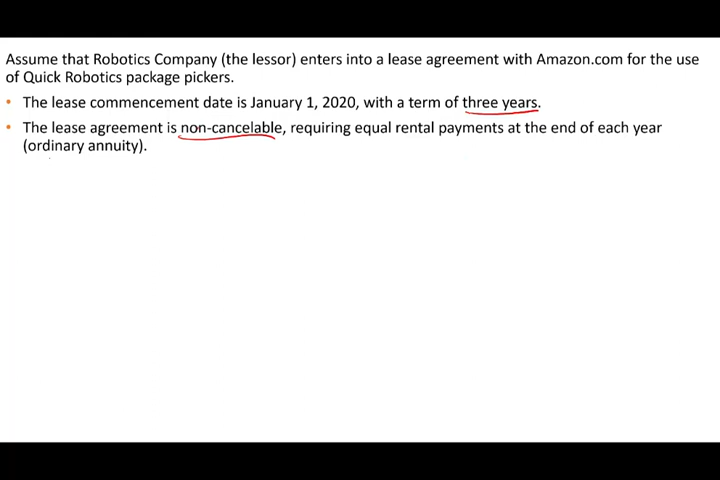 Assume that Robotics Company (the lessor) enters into a lease agreement with Amazon.com for the use
of Quick Robotics package pickers.
• The lease commencement date is January 1, 2020, with a term of three years.
• The lease agreement is non-cancelable, requiring equal rental payments at the end of each year
(ordinary annuity).